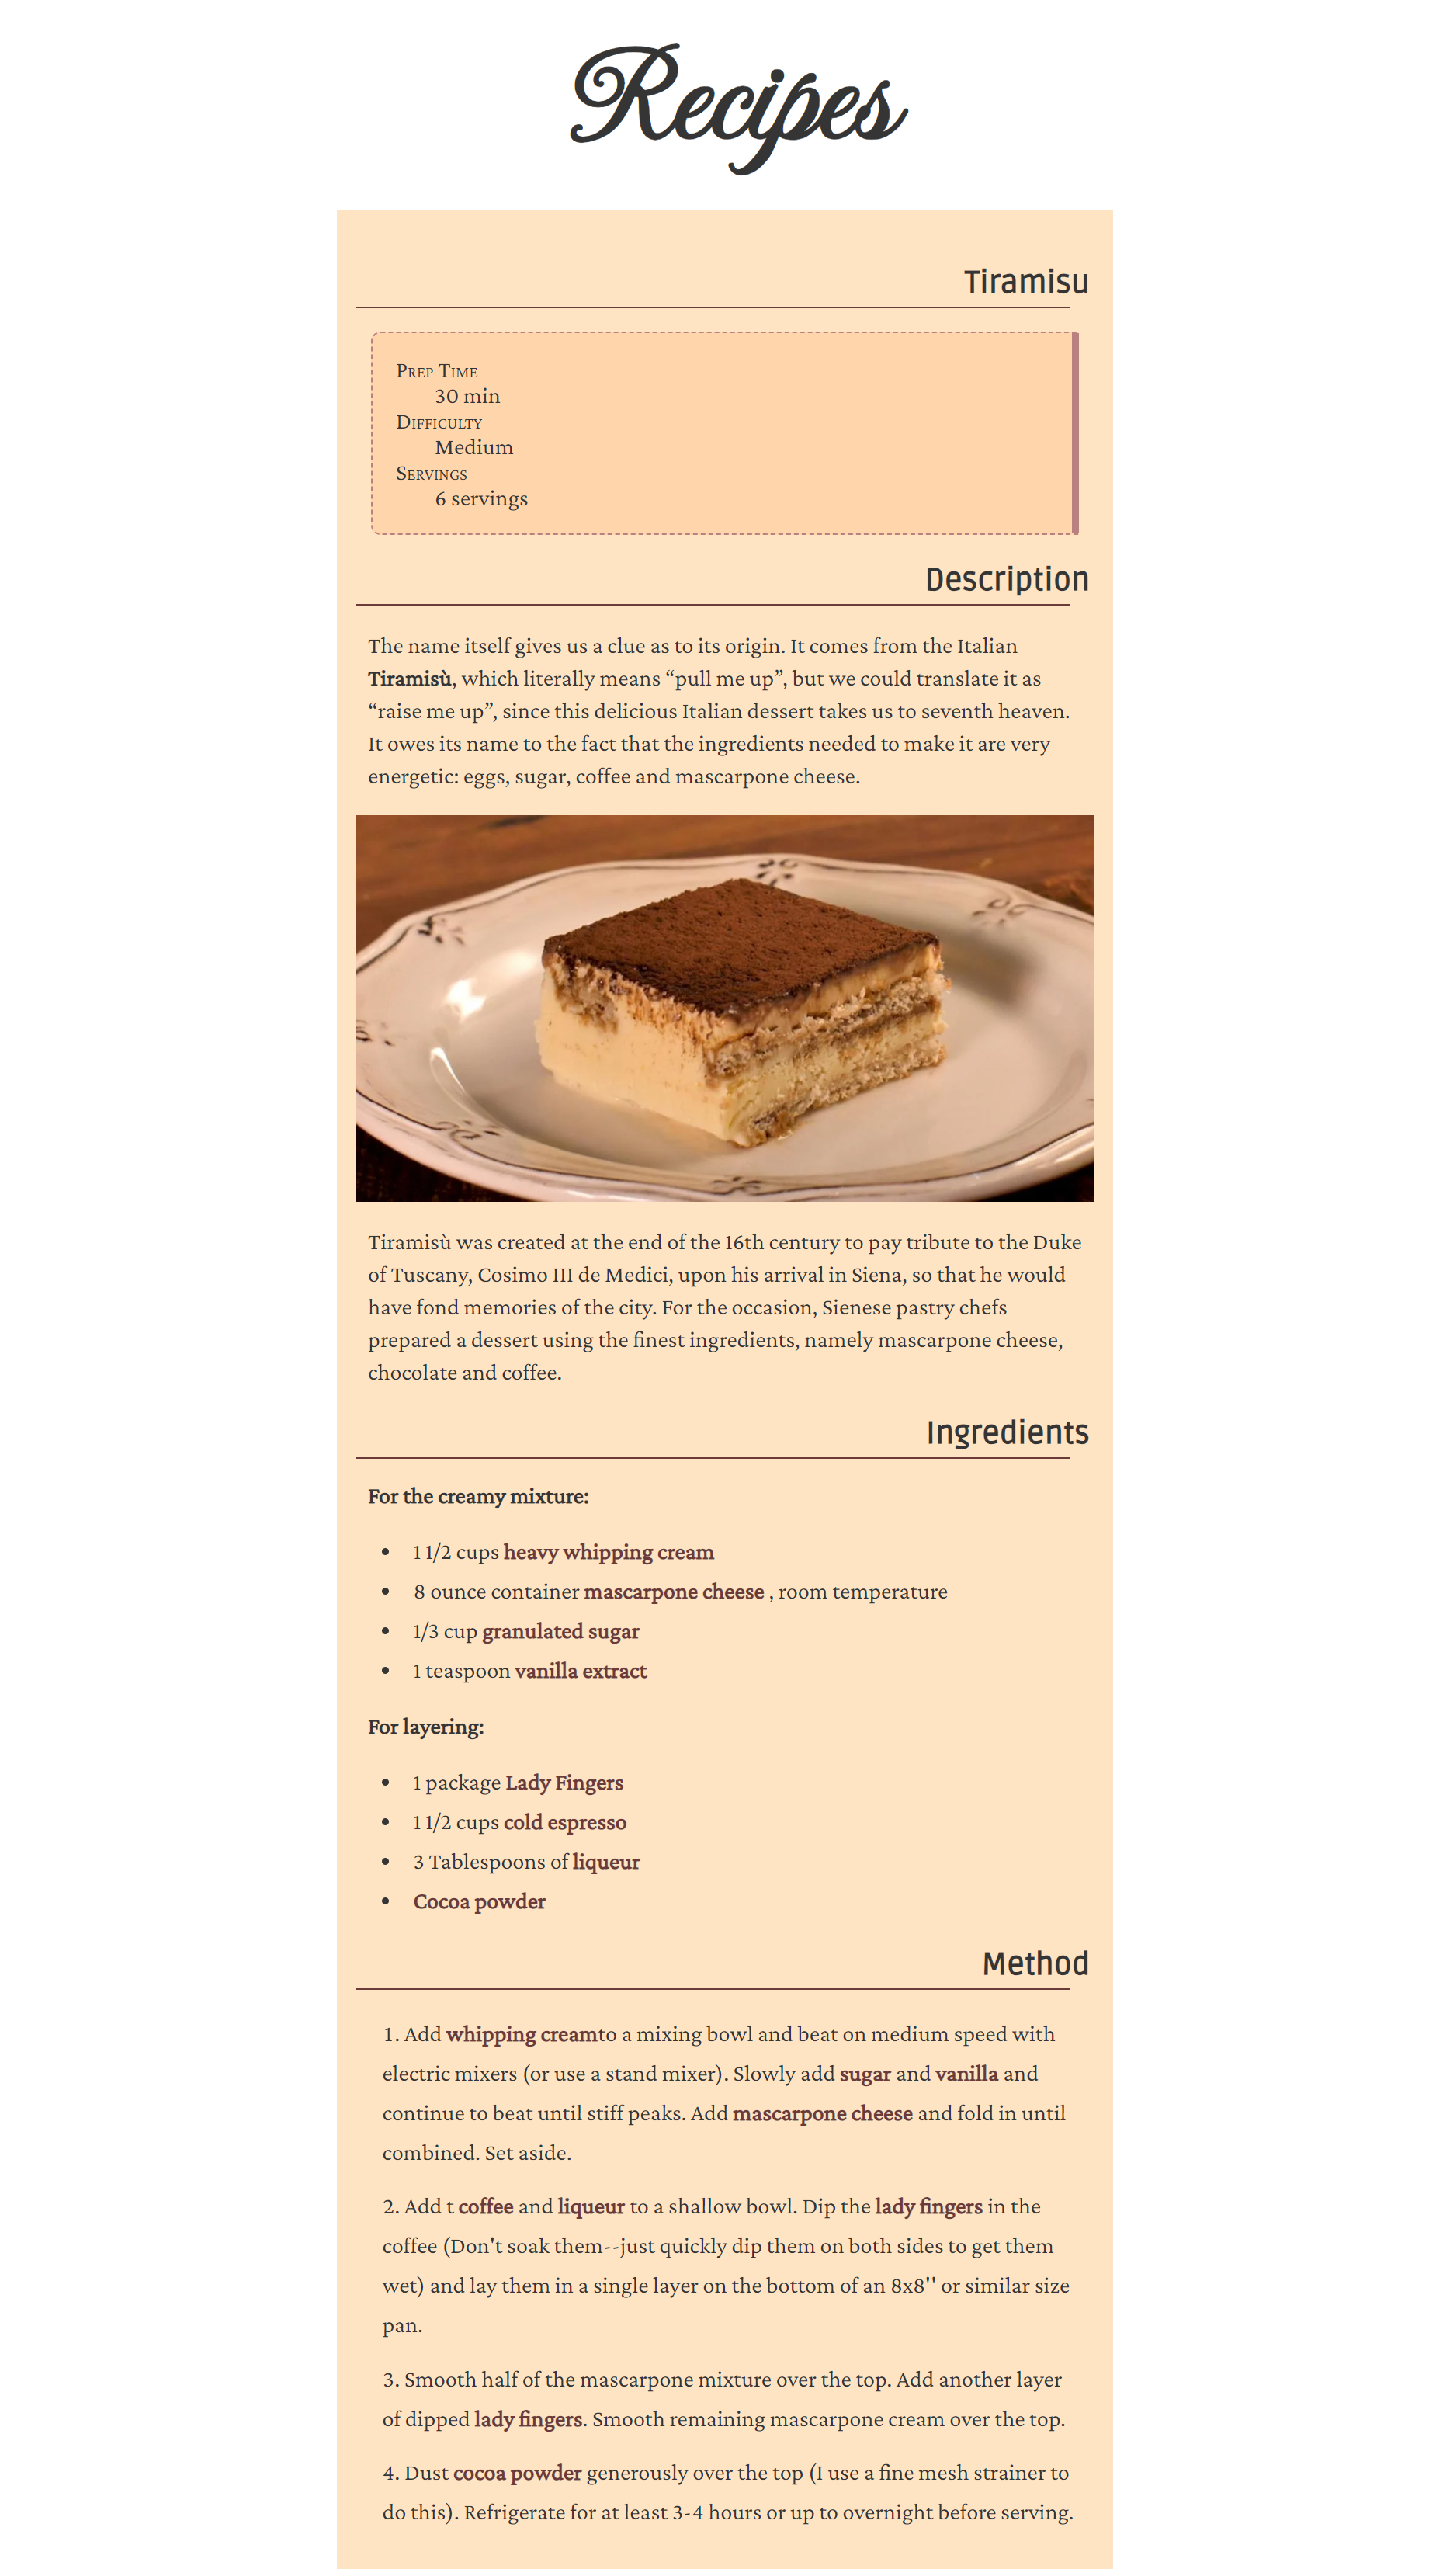 Recipes
Tiramisu
Prep Time
30 min
Difficulty
Medium
Servings
6 servings
Description
The name itself gives us a clue as to its origin. It comes from the Italian
Tiramisù, which literally means “pull me up”, but we could translate it as
“raise me up”, since this delicious Italian dessert takes us to seventh heaven.
It owes its name to the fact that the ingredients needed to make it are very
energetic: eggs, sugar, coffee and mascarpone cheese.
Tiramisù was created at the end of the 16th century to pay tribute to the Duke
of Tuscany, Cosimo III de Medici, upon his arrival in Siena, so that he would
have fond memories of the city. For the occasion, Sienese pastry chefs
prepared a dessert using the finest ingredients, namely mascarpone cheese,
chocolate and coffee.
Ingredients
For the creamy mixture:
• 1 1/2 cups heavy whipping cream
• 8 ounce container mascarpone cheese , room temperature
• 1/3 cup granulated sugar
• 1 teaspoon vanilla extract
For layering:
• 1 package Lady Fingers
• 1 1/2 cups cold espresso
• 3 Tablespoons of liqueur
• Cocoa powder
Method
1. Add whipping creamto a mixing bowl and beat on medium speed with
electric mixers (or use a stand mixer). Slowly add sugar and vanilla and
continue to beat until stiff peaks. Add mascarpone cheese and fold in until
combined. Set aside.
2. Add t coffee and liqueur to a shallow bowl. Dip the lady fingers in the
coffee (Don't soak them--just quickly dip them on both sides to get them
wet) and lay them in a single layer on the bottom of an 8x8'' or similar size
pan.
3. Smooth half of the mascarpone mixture over the top. Add another layer
of dipped lady fingers. Smooth remaining mascarpone cream over the top.
4. Dust cocoa powder generously over the top (I use a fine mesh strainer to
do this). Refrigerate for at least 3-4 hours or up to overnight before serving.